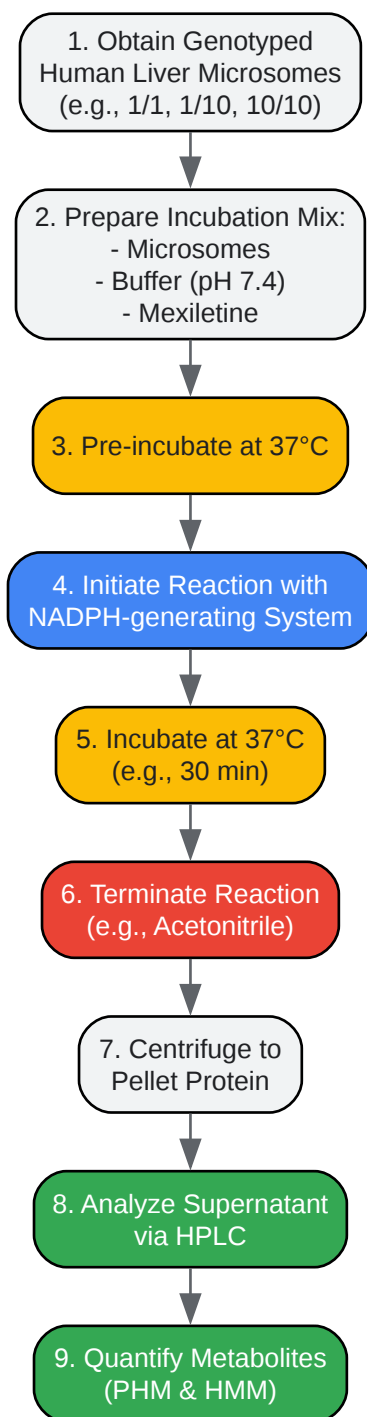 1. Obtain Genotyped
Human Liver Microsomes
(e.g., 1/1, 1/10, 10/10)
2. Prepare Incubation Mix:
- Microsomes
- Buffer (pH 7.4)
- Mexiletine
3. Pre-incubate at 37°C
4. Initiate Reaction with
NADPH-generating System
5. Incubate at 37°C
(e.g., 30 min)
6. Terminate Reaction
(e.g., Acetonitrile)
7. Centrifuge to
Pellet Protein
8. Analyze Supernatant
via HPLC
9. Quantify Metabolites
(PHM & HMM)